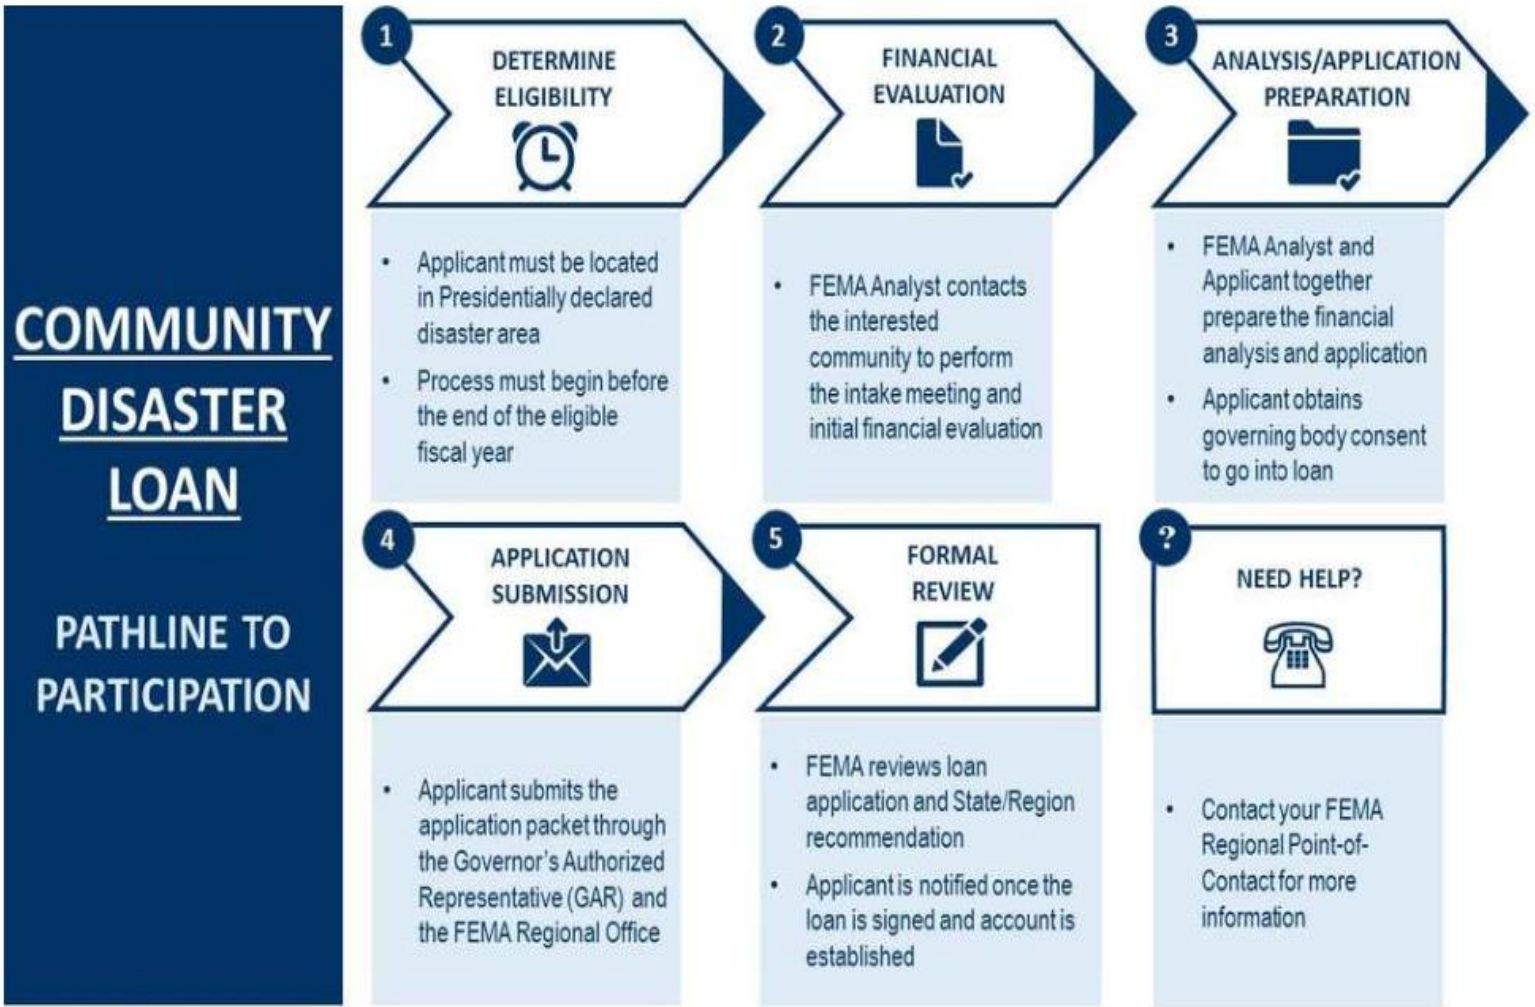 COMMUNITY
DISASTER
LOAN
PATHLINE TO
PARTICIPATION
1
DETERMINE
ELIGIBILITY
• Applicant must be located
in Presidentially declared
disaster area
• Process must begin before
the end of the eligible
fiscal year
2
FINANCIAL
EVALUATION
• FEMA Analyst contacts
the interested
community to perform
the intake meeting and
initial financial evaluation
3
ANALYSIS/APPLICATION
PREPARATION
• FEMA Analyst and
Applicant together
prepare the financial
analysis and application
• Applicant obtains
governing body consent
to go into loan
4
APPLICATION
SUBMISSION
• Applicant submits the
application packet through
the Governor's Authorized
Representative (GAR) and
the FEMA Regional Office
5
FORMAL
REVIEW
• FEMA reviews loan
application and State/Region
recommendation
• Applicant is notified once the
loan is signed and account is
established
?
NEED HELP?
• Contact your FEMA
Regional Point-of-
Contact for more
information